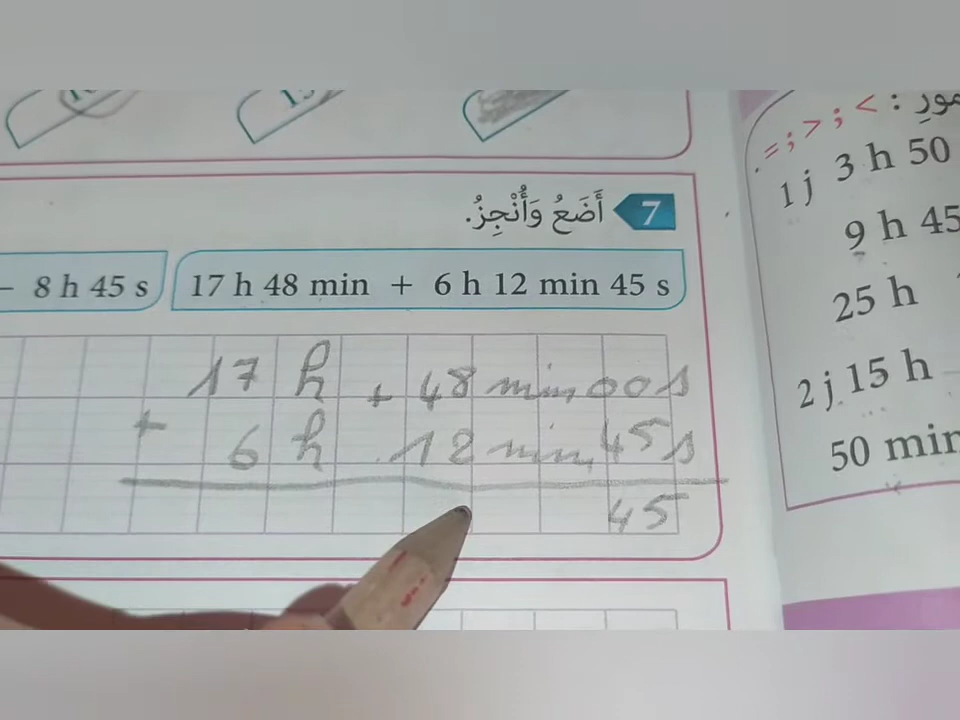 7 أَضَعُ وَأُنْجِزُ.
17 h 48 min + 6 h 12 min 45 s
– 8 h 45 s
17 h + 48 min 00 s
+ 6 h 12 min 45 s
45
: < ; > ; =.
1 j 3 h 50
9 h 45
25 h
2 j 15 h
50 min